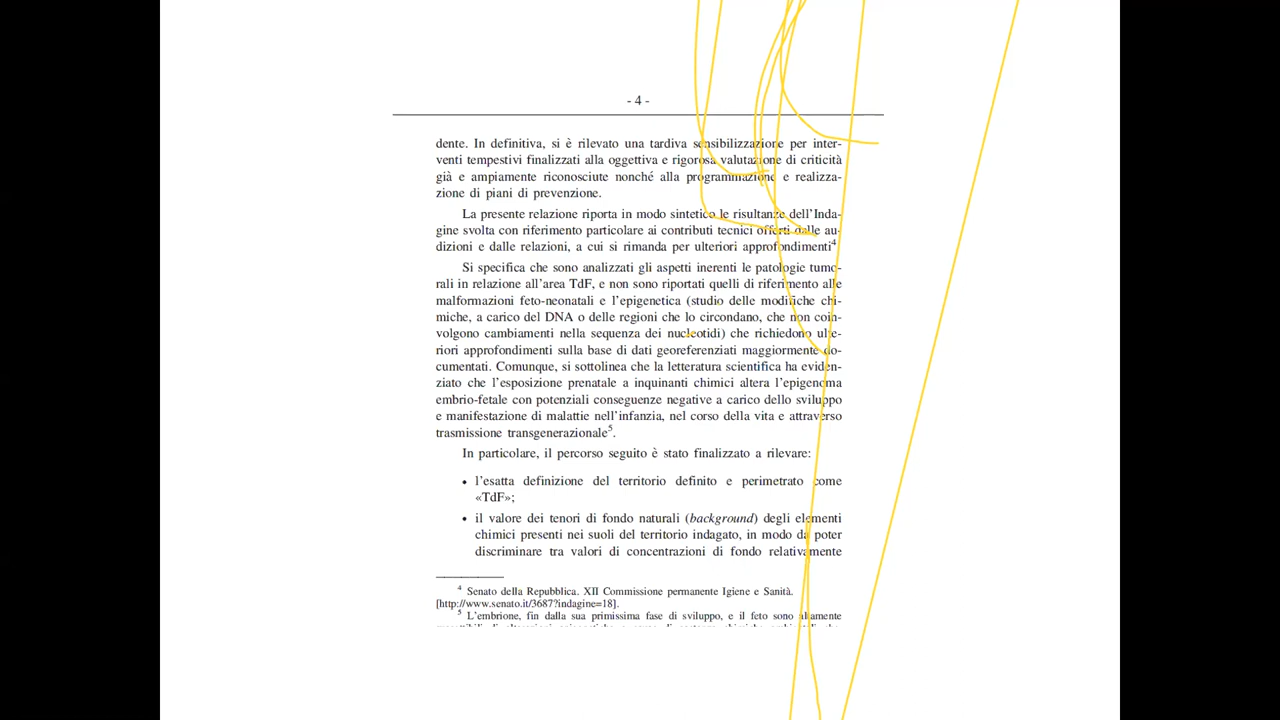 - 4 -
dente. In definitiva, si è rilevato una tardiva sensibilizzazione per inter-
venti tempestivi finalizzati alla oggettiva e rigorosa valutazione di criticità
già e ampiamente riconosciute nonché alla programmazione e realizza-
zione di piani di prevenzione.
La presente relazione riporta in modo sintetico le risultanze dell'Inda-
gine svolta con riferimento particolare ai contributi tecnici offerti dalle au-
dizioni e dalle relazioni, a cui si rimanda per ulteriori approfondimenti4
Si specifica che sono analizzati gli aspetti inerenti le patologie tumo-
rali in relazione all'area TdF, e non sono riportati quelli di riferimento alle
malformazioni feto-neonatali e l'epigenetica (studio delle modifiche chi-
miche, a carico del DNA o delle regioni che lo circondano, che non coin-
volgono cambiamenti nella sequenza dei nucleotidi) che richiedono ulte-
riori approfondimenti sulla base di dati georeferenziati maggiormente do-
cumentati. Comunque, si sottolinea che la letteratura scientifica ha eviden-
ziato che l'esposizione prenatale a inquinanti chimici altera l'epigenoma
embrio-fetale con potenziali conseguenze negative a carico dello sviluppo
e manifestazione di malattie nell'infanzia, nel corso della vita e attraverso
trasmissione transgenerazionale5.
In particolare, il percorso seguito è stato finalizzato a rilevare:
• l'esatta definizione del territorio definito e perimetrato come
«TdF»;
• il valore dei tenori di fondo naturali (background) degli elementi
chimici presenti nei suoli del territorio indagato, in modo da poter
discriminare tra valori di concentrazioni di fondo relativamente
4 Senato della Repubblica. XII Commissione permanente Igiene e Sanità.
[http://www.senato.it/3687?indagine=18].
5 L'embrione, fin dalla sua primissima fase di sviluppo, e il feto sono altamente